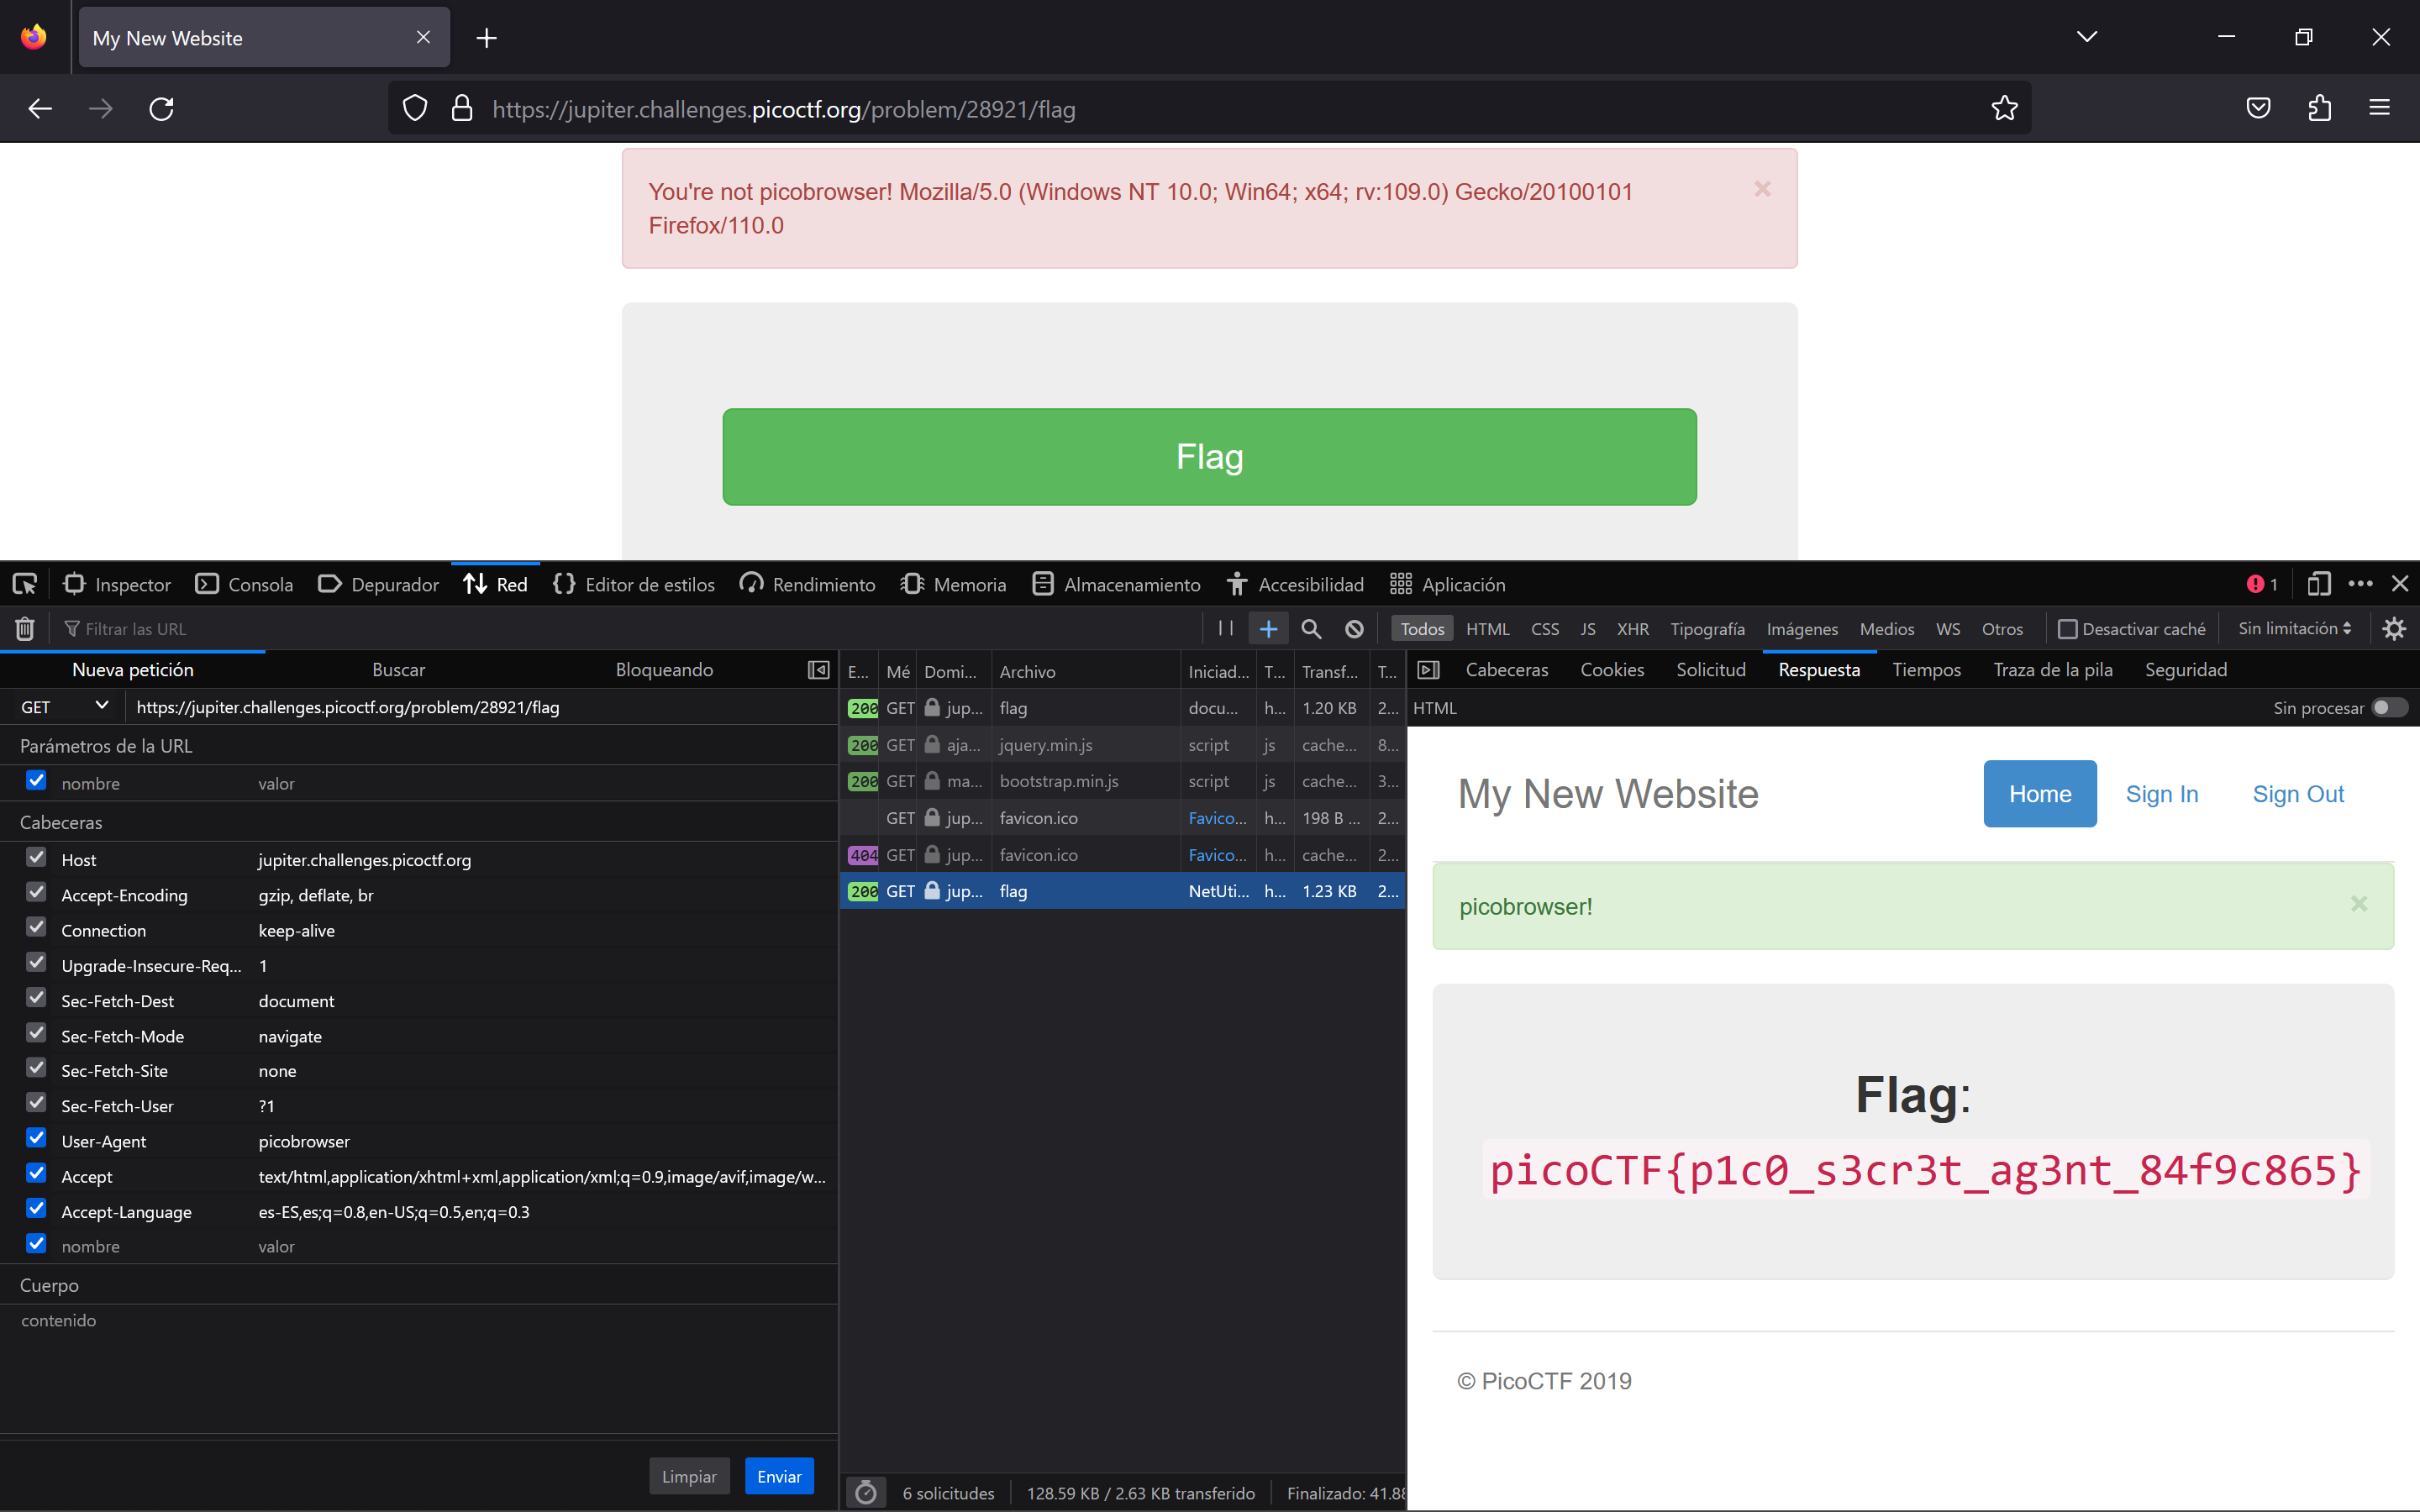 My New Website
https://jupiter.challenges.picoctf.org/problem/28921/flag
You're not picobrowser! Mozilla/5.0 (Windows NT 10.0; Win64; x64; rv:109.0) Gecko/20100101
Firefox/110.0
Flag
Inspector Consola Depurador Red Editor de estilos Rendimiento Memoria Almacenamiento Accesibilidad Aplicación 1
Filtrar las URL Todos HTML CSS JS XHR Tipografía Imágenes Medios WS Otros Desactivar caché Sin limitación
Nueva petición Buscar Bloqueando
GET https://jupiter.challenges.picoctf.org/problem/28921/flag
Parámetros de la URL
nombre valor
Cabeceras
Host jupiter.challenges.picoctf.org
Accept-Encoding gzip, deflate, br
Connection keep-alive
Upgrade-Insecure-Req... 1
Sec-Fetch-Dest document
Sec-Fetch-Mode navigate
Sec-Fetch-Site none
Sec-Fetch-User ?1
User-Agent picobrowser
Accept text/html,application/xhtml+xml,application/xml;q=0.9,image/avif,image/w...
Accept-Language es-ES,es;q=0.8,en-US;q=0.5,en;q=0.3
nombre valor
Cuerpo
contenido
Limpiar Enviar
E... Mé Domi... Archivo Iniciad... T... Transf... T...
200 GET jup... flag docu... h... 1.20 KB 2...
200 GET aja... jquery.min.js script js cache... 8...
200 GET ma... bootstrap.min.js script js cache... 3...
GET jup... favicon.ico Favico... h... 198 B ... 2...
404 GET jup... favicon.ico Favico... h... cache... 2...
200 GET jup... flag NetUti... h... 1.23 KB 2...
6 solicitudes 128.59 KB / 2.63 KB transferido Finalizado: 41.88
Cabeceras Cookies Solicitud Respuesta Tiempos Traza de la pila Seguridad
HTML Sin procesar
My New Website Home Sign In Sign Out
picobrowser!
Flag:
picoCTF{p1c0_s3cr3t_ag3nt_84f9c865}
© PicoCTF 2019